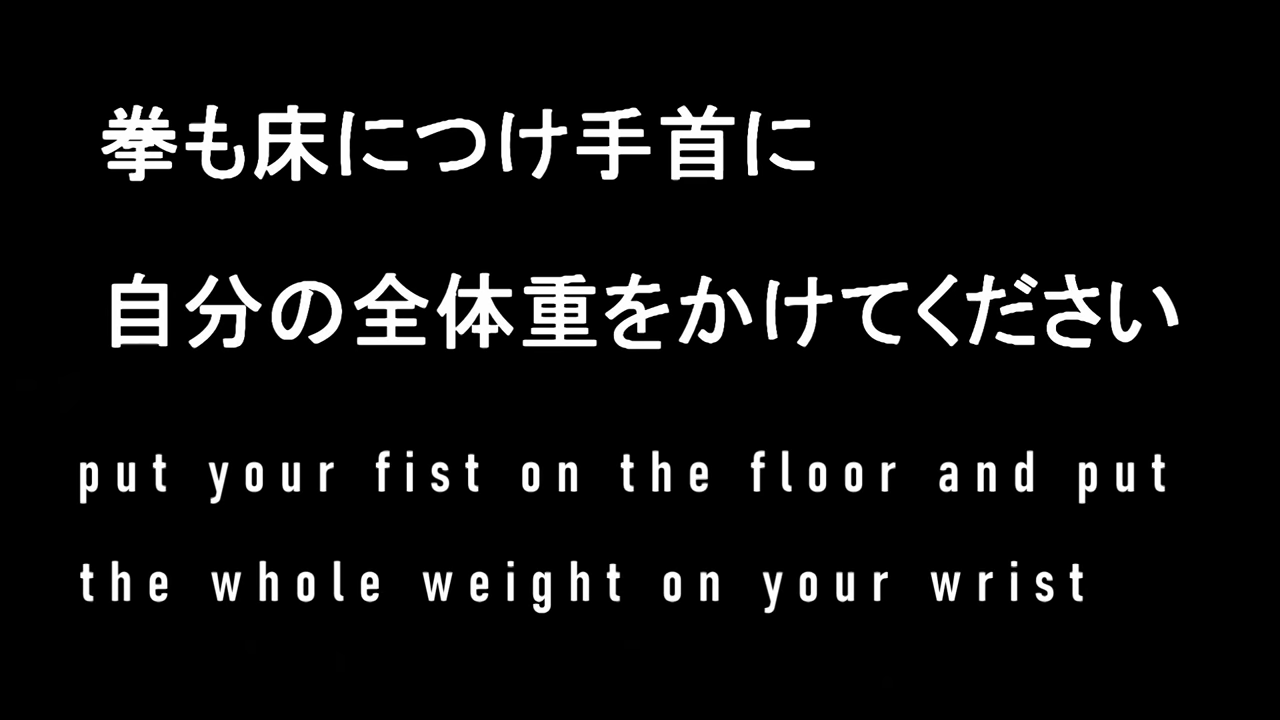 拳も床につけ手首に
自分の全体重をかけてください
put your fist on the floor and put
the whole weight on your wrist